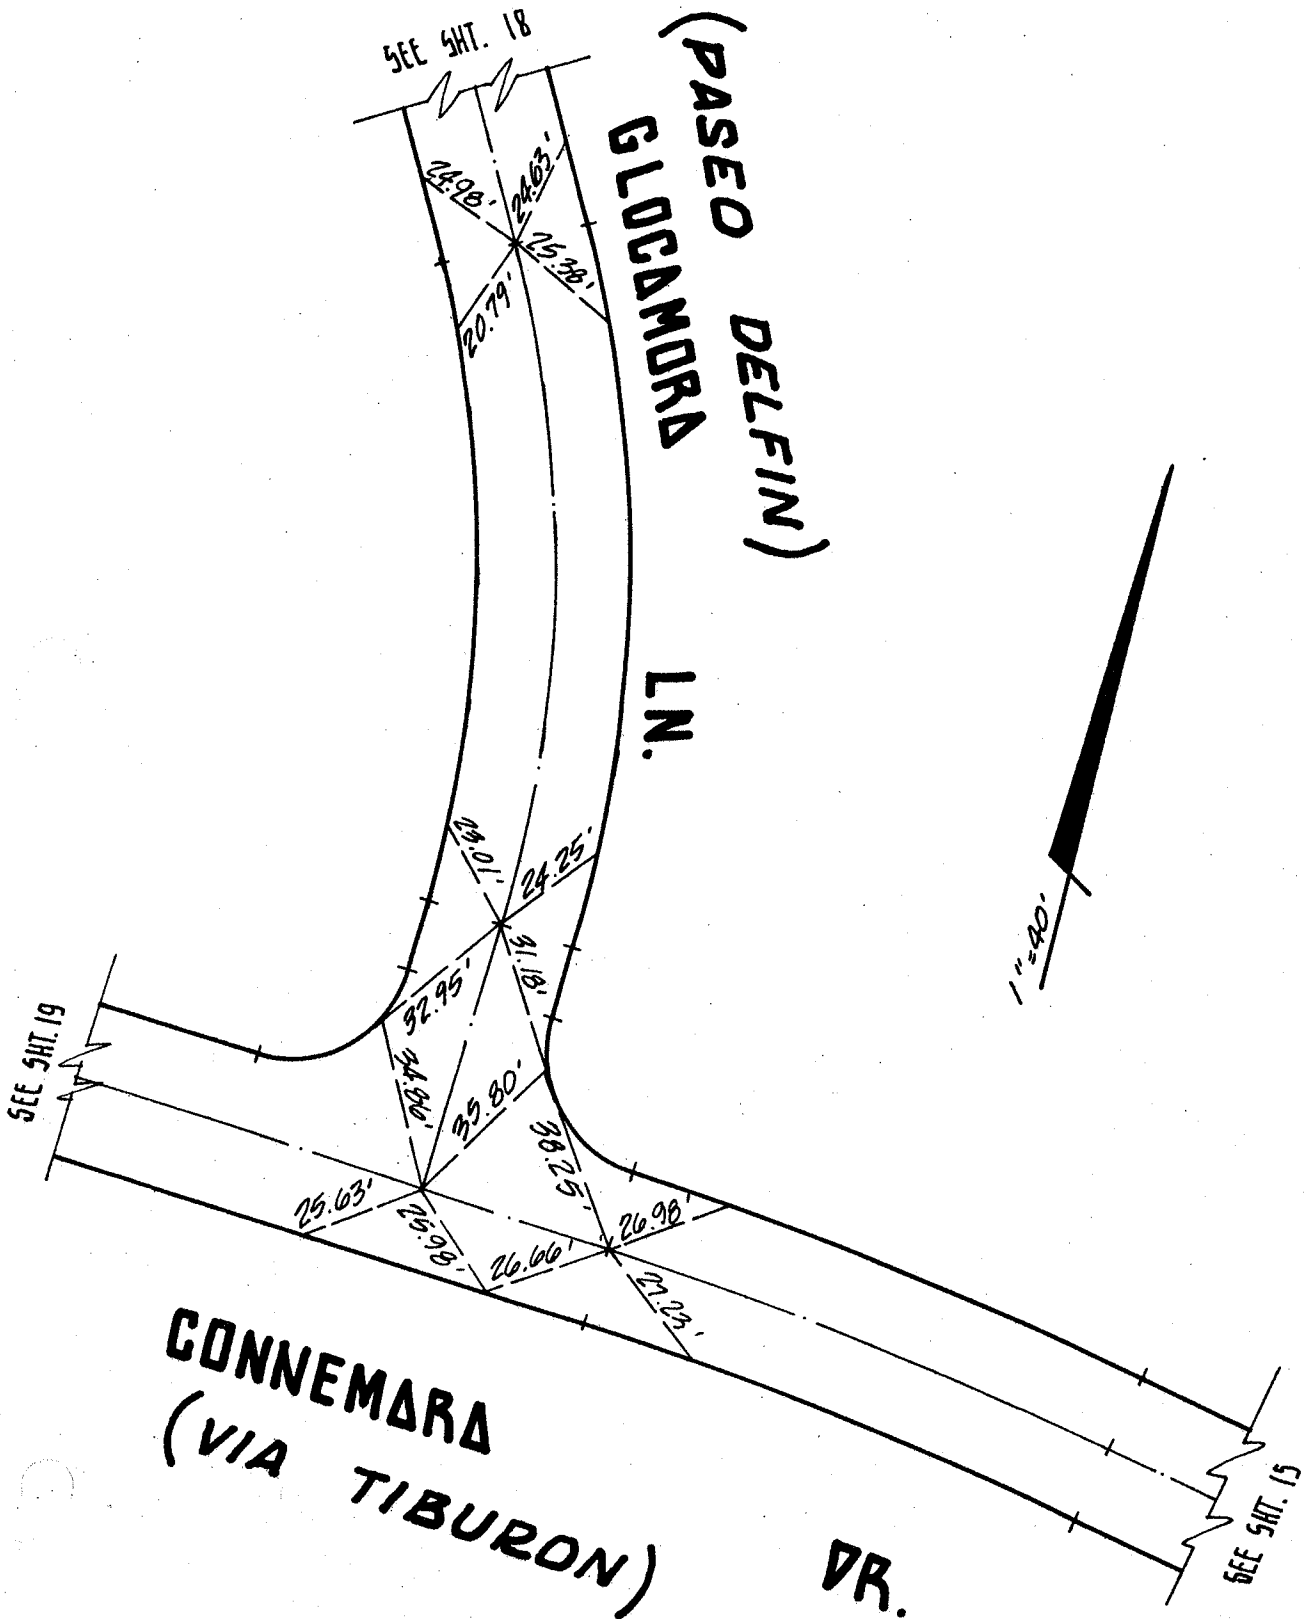 SEE SHT. 18
(PASEO DELFIN)
GLOCAMORA LN.
24.98'
24.63'
25.38'
20.79'
23.01'
24.25'
31.18'
32.95'
34.86'
35.80'
38.25'
25.63'
25.98'
26.66'
26.98'
27.23'
1"=40'
SEE SHT. 19
CONNEMARA DR.
(VIA TIBURON)
SEE SHT. 15